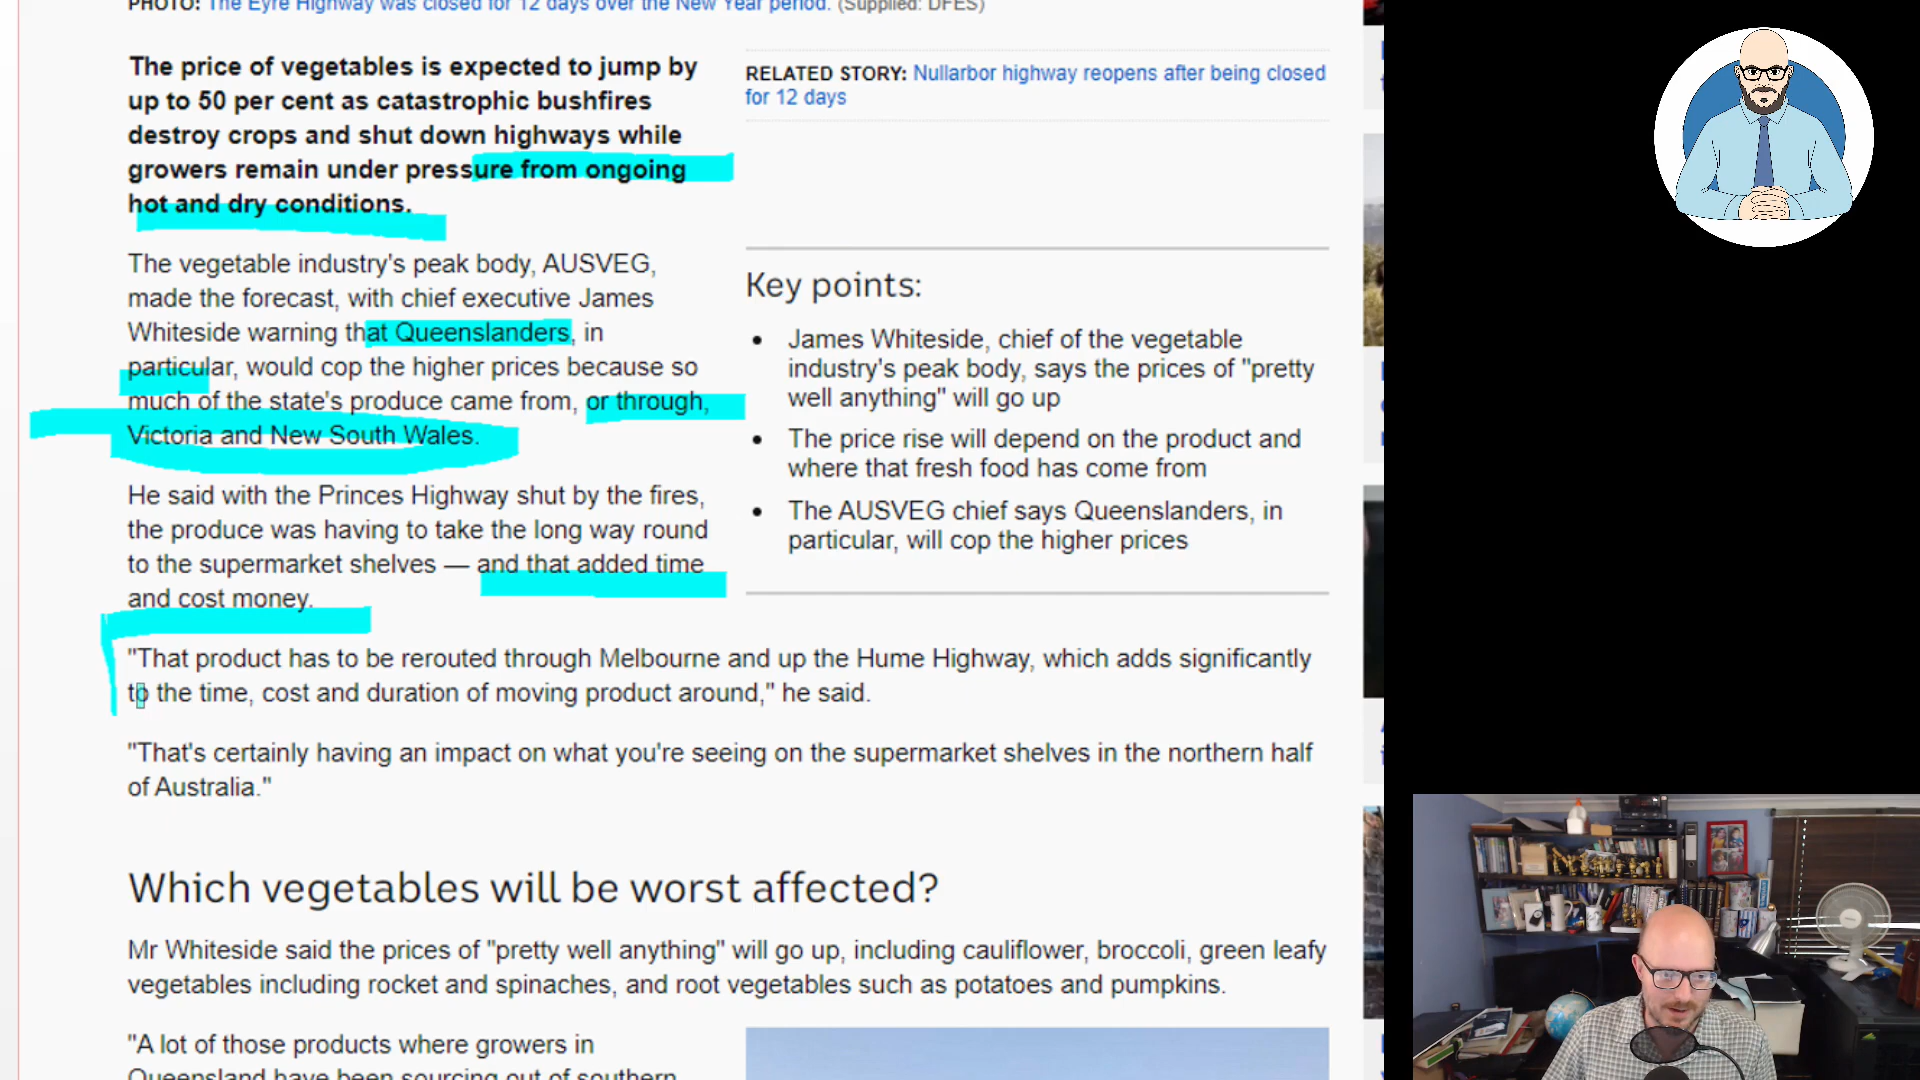 PHOTO: The Eyre Highway was closed for 12 days over the New Year period. (Supplied: DFES)
The price of vegetables is expected to jump by
up to 50 per cent as catastrophic bushfires
destroy crops and shut down highways while
growers remain under pressure from ongoing
hot and dry conditions.
RELATED STORY: Nullarbor highway reopens after being closed
for 12 days
The vegetable industry's peak body, AUSVEG,
made the forecast, with chief executive James
Whiteside warning that Queenslanders, in
particular, would cop the higher prices because so
much of the state's produce came from, or through,
Victoria and New South Wales.
He said with the Princes Highway shut by the fires,
the produce was having to take the long way round
to the supermarket shelves — and that added time
and cost money.
Key points:
• James Whiteside, chief of the vegetable
industry's peak body, says the prices of "pretty
well anything" will go up
• The price rise will depend on the product and
where that fresh food has come from
• The AUSVEG chief says Queenslanders, in
particular, will cop the higher prices
"That product has to be rerouted through Melbourne and up the Hume Highway, which adds significantly
to the time, cost and duration of moving product around," he said.
"That's certainly having an impact on what you're seeing on the supermarket shelves in the northern half
of Australia."
Which vegetables will be worst affected?
Mr Whiteside said the prices of "pretty well anything" will go up, including cauliflower, broccoli, green leafy
vegetables including rocket and spinaches, and root vegetables such as potatoes and pumpkins.
"A lot of those products where growers in
Queensland have been sourcing out of southern